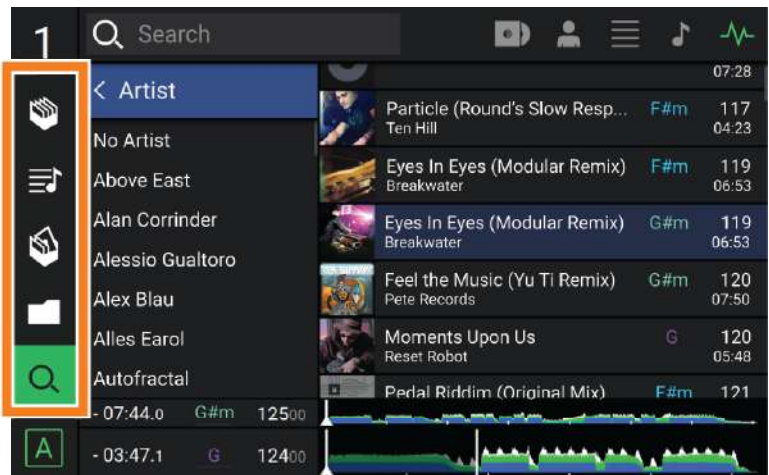 1
Search
07:28
< Artist
No Artist
Above East
Alan Corrinder
Alessio Gualtoro
Alex Blau
Alles Earol
Autofractal
Particle (Round's Slow Resp... F#m 117
Ten Hill 04:23
Eyes In Eyes (Modular Remix) F#m 119
Breakwater 06:53
Eyes In Eyes (Modular Remix) G#m 119
Breakwater 06:53
Feel the Music (Yu Ti Remix) G#m 120
Pete Records 07:50
Moments Upon Us G 120
Reset Robot 05:48
Pedal Riddim (Original Mix) F#m 121
- 07:44.0 G#m 12500
A - 03:47.1 G 12400